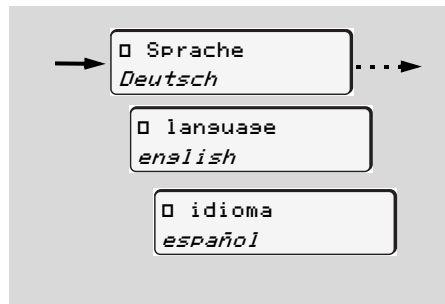 □ Sprache
Deutsch
□ language
english
□ idioma
español